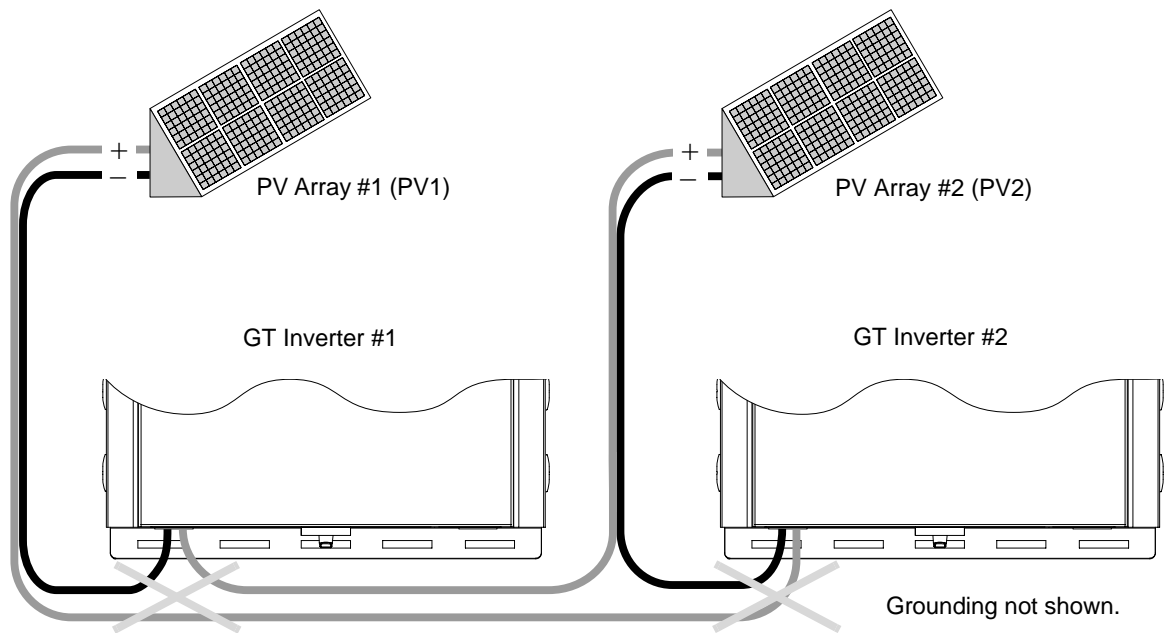 +
−
PV Array #1 (PV1)
+
−
PV Array #2 (PV2)
GT Inverter #1
GT Inverter #2
Grounding not shown.